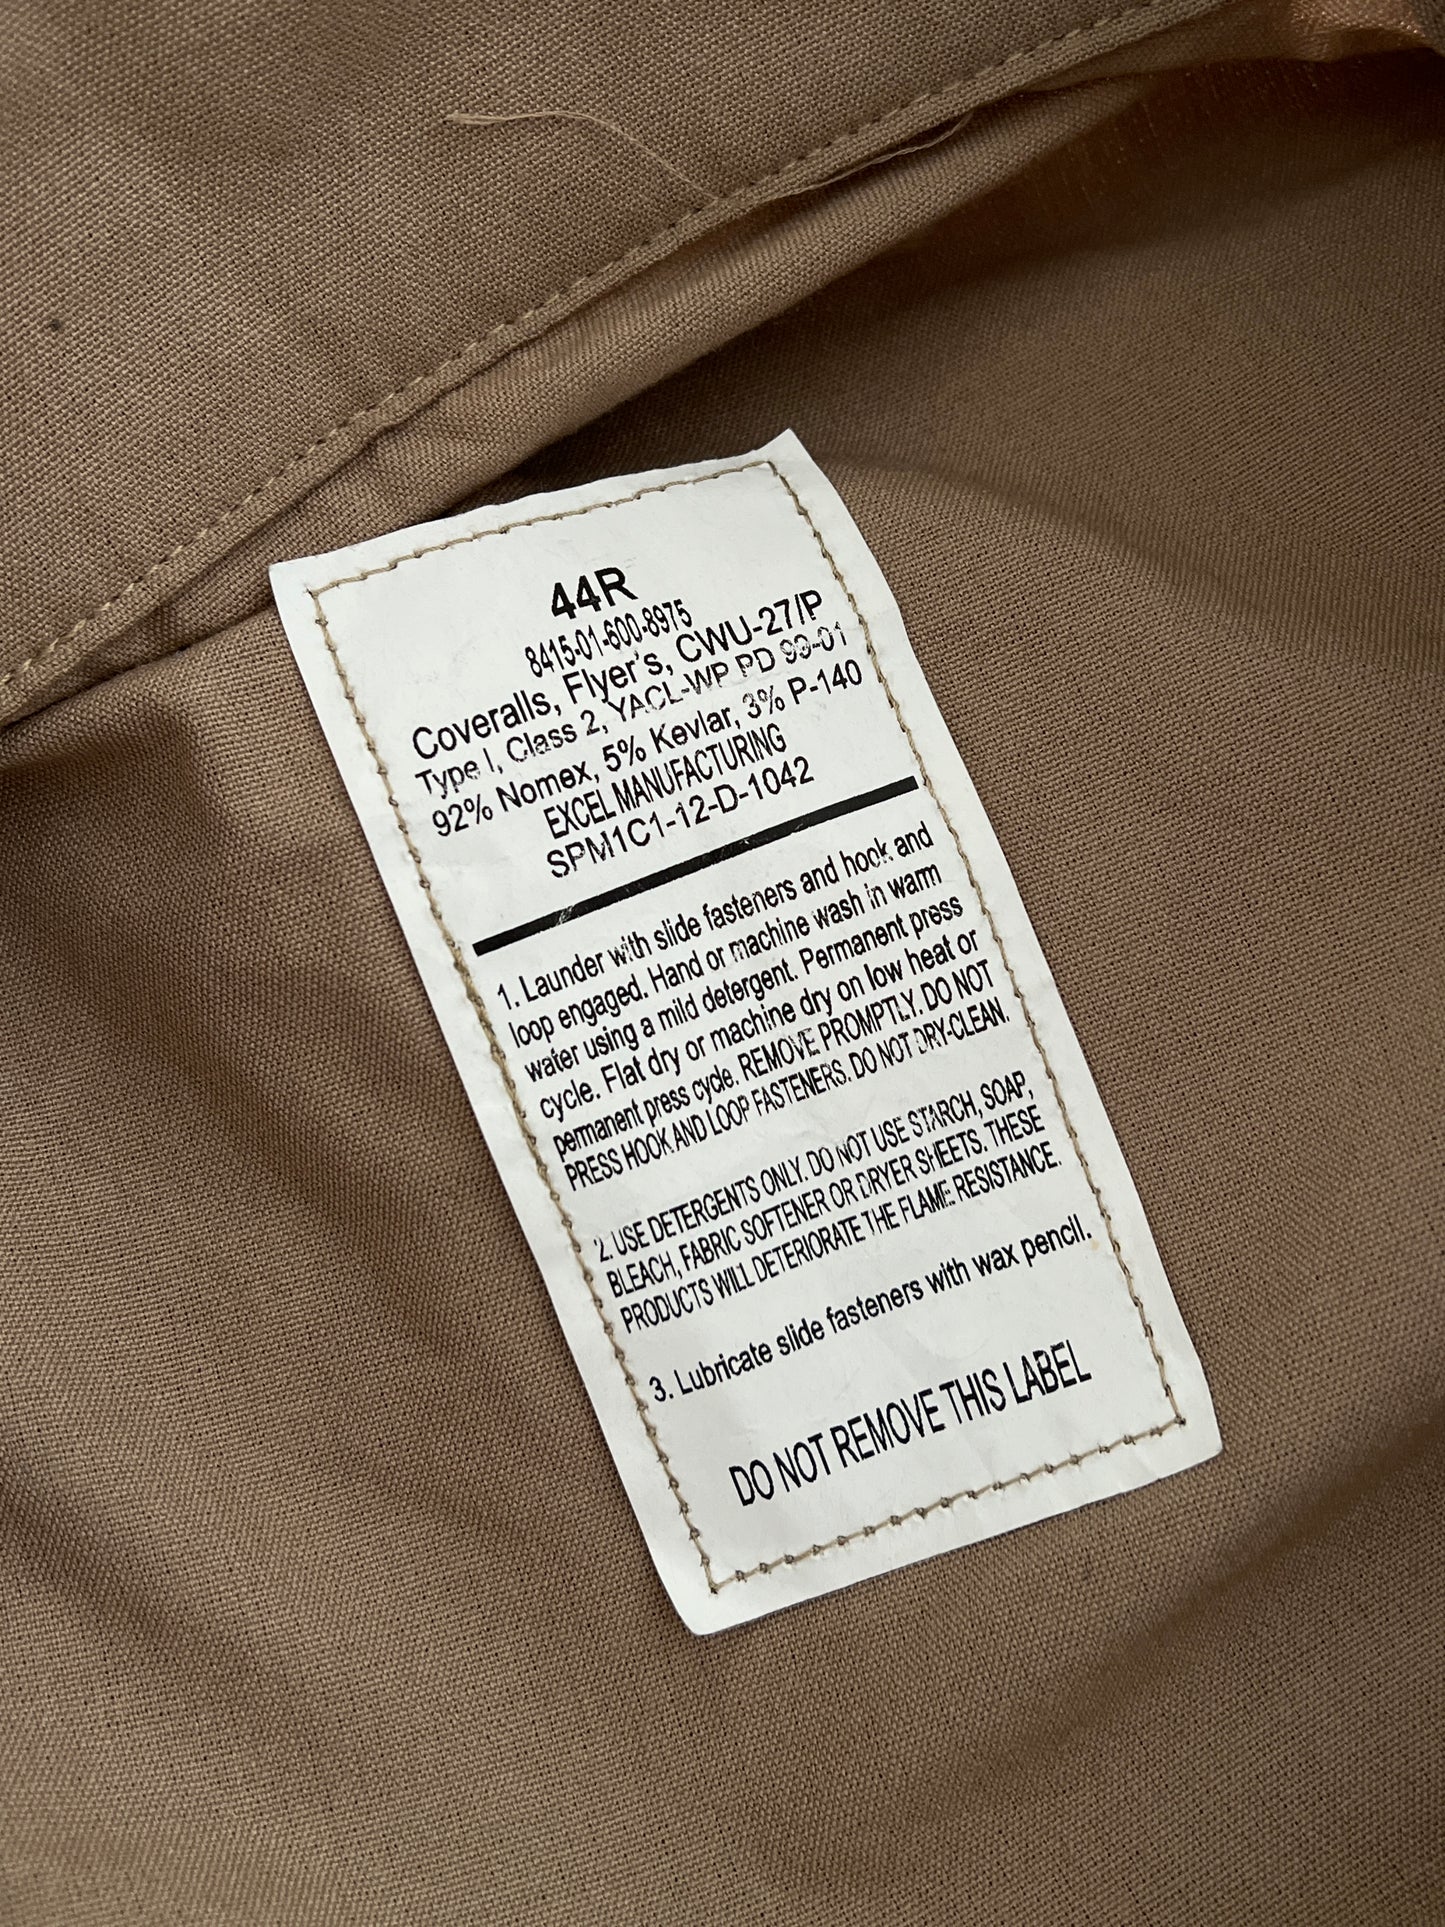 44R
8415-01-600-8975
Coveralls, Flyer's, CWU-27/P
Type I, Class 2, YACL-WP PD 99-01
92% Nomex, 5% Kevlar, 3% P-140
EXCEL MANUFACTURING
SPM1C1-12-D-1042
1. Launder with slide fasteners and hook and
loop engaged. Hand or machine wash in warm
water using a mild detergent. Permanent press
cycle. Flat dry or machine dry on low heat or
permanent press cycle. REMOVE PROMPTLY. DO NOT
PRESS HOOK AND LOOP FASTENERS. DO NOT DRY-CLEAN.
2. USE DETERGENTS ONLY. DO NOT USE STARCH, SOAP,
BLEACH, FABRIC SOFTENER OR DRYER SHEETS. THESE
PRODUCTS WILL DETERIORATE THE FLAME RESISTANCE.
3. Lubricate slide fasteners with wax pencil.
DO NOT REMOVE THIS LABEL